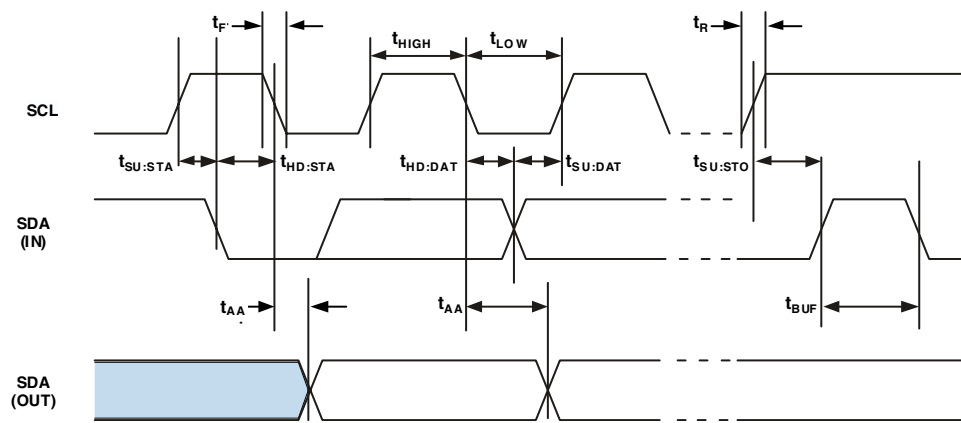 tF'
tHIGH
tLOW
tR
SCL
tSU:STA
tHD:STA
tHD:DAT
tSU:DAT
tSU:STO
SDA
(IN)
tAA
tAA
tBUF
SDA
(OUT)